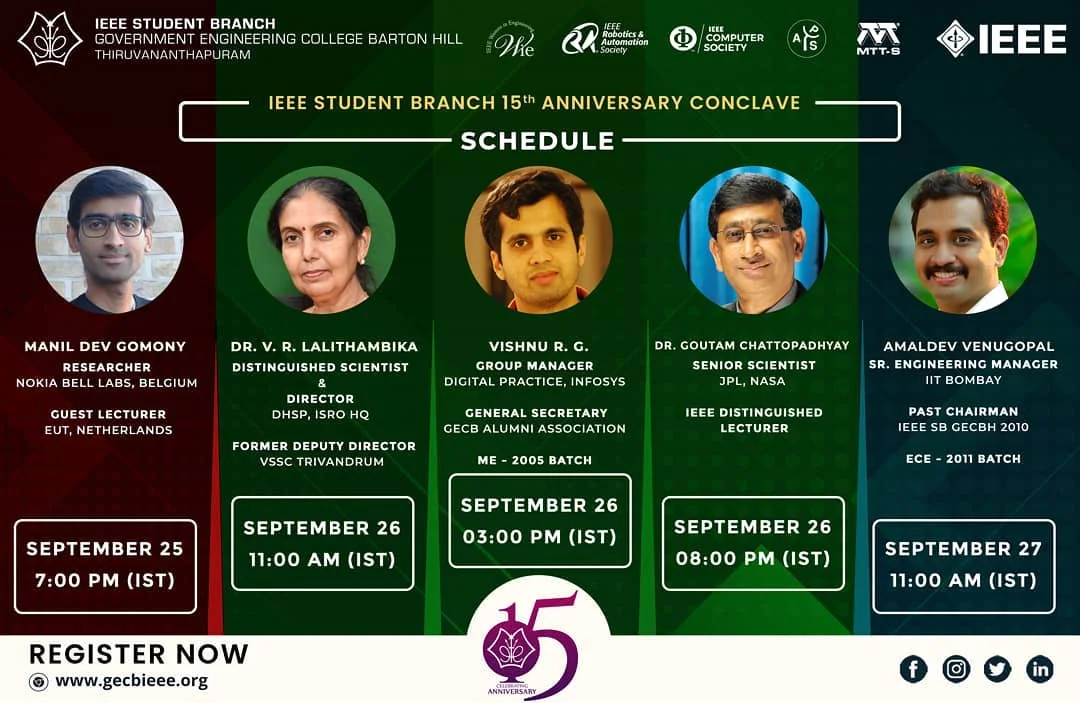 IEEE STUDENT BRANCH
GOVERNMENT ENGINEERING COLLEGE BARTON HILL
THIRUVANANTHAPURAM
IEEE Women in Engineering
Wie
IEEE
Robotics &
Automation
Society
IEEE
COMPUTER
SOCIETY
APS
MTT-S
IEEE
IEEE STUDENT BRANCH 15th ANNIVERSARY CONCLAVE
SCHEDULE
MANIL DEV GOMONY
RESEARCHER
NOKIA BELL LABS, BELGIUM
GUEST LECTURER
EUT, NETHERLANDS
SEPTEMBER 25
7:00 PM (IST)
DR. V. R. LALITHAMBIKA
DISTINGUISHED SCIENTIST
&
DIRECTOR
DHSP, ISRO HQ
FORMER DEPUTY DIRECTOR
VSSC TRIVANDRUM
SEPTEMBER 26
11:00 AM (IST)
VISHNU R. G.
GROUP MANAGER
DIGITAL PRACTICE, INFOSYS
GENERAL SECRETARY
GECB ALUMNI ASSOCIATION
ME - 2005 BATCH
SEPTEMBER 26
03:00 PM (IST)
DR. GOUTAM CHATTOPADHYAY
SENIOR SCIENTIST
JPL, NASA
IEEE DISTINGUISHED
LECTURER
SEPTEMBER 26
08:00 PM (IST)
AMALDEV VENUGOPAL
SR. ENGINEERING MANAGER
IIT BOMBAY
PAST CHAIRMAN
IEEE SB GECBH 2010
ECE - 2011 BATCH
SEPTEMBER 27
11:00 AM (IST)
REGISTER NOW
www.gecbieee.org
15
CELEBRATING
ANNIVERSARY